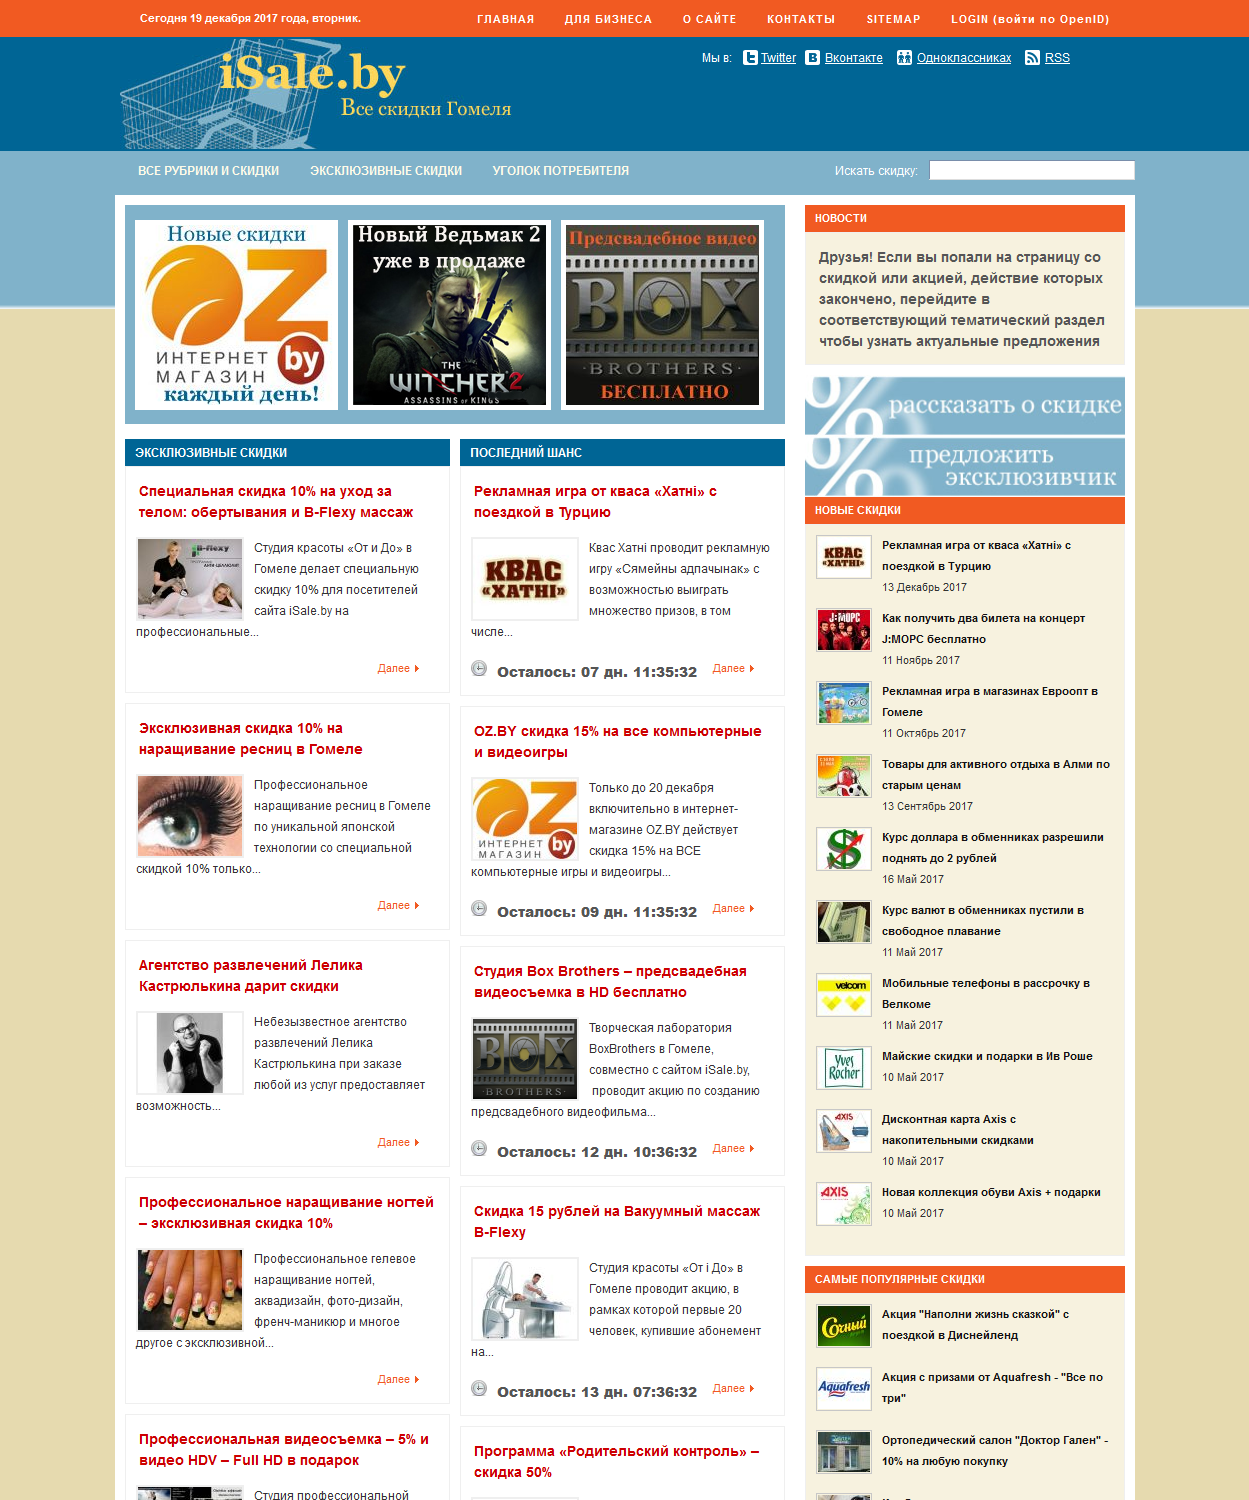 Сегодня 19 декабря 2017 года, вторник.
ГЛАВНАЯ ДЛЯ БИЗНЕСА О САЙТЕ КОНТАКТЫ SITEMAP LOGIN (войти по OpenID)
iSale.by
Все скидки Гомеля
Мы в: Twitter Вконтакте Одноклассниках RSS
ВСЕ РУБРИКИ И СКИДКИ ЭКСКЛЮЗИВНЫЕ СКИДКИ УГОЛОК ПОТРЕБИТЕЛЯ
Искать скидку:
Новые скидки
OZ
ИНТЕРНЕТ
МАГАЗИН
by
каждый день!
Новый Ведьмак 2
уже в продаже
THE
WITCHER 2
ASSASSINS OF KINGS
Предсвадебное видео
BOX
BROTHERS
БЕСПЛАТНО
ЭКСКЛЮЗИВНЫЕ СКИДКИ
Специальная скидка 10% на уход за
телом: обертывания и B-Flexy массаж
B-flexy
Студия красоты «От и До» в
Гомеле делает специальную
скидку 10% для посетителей
сайта iSale.by на
профессиональные...
Далее
Эксклюзивная скидка 10% на
наращивание ресниц в Гомеле
Профессиональное
наращивание ресниц в Гомеле
по уникальной японской
технологии со специальной
скидкой 10% только...
Далее
Агентство развлечений Лелика
Кастрюлькина дарит скидки
Небезызвестное агентство
развлечений Лелика
Кастрюлькина при заказе
любой из услуг предоставляет
возможность...
Далее
Профессиональное наращивание ногтей
– эксклюзивная скидка 10%
Профессиональное гелевое
наращивание ногтей,
аквадизайн, фото-дизайн,
френч-маникюр и многое
другое с эксклюзивной...
Далее
Профессиональная видеосъемка – 5% и
видео HDV – Full HD в подарок
Студия профессиональной
ПОСЛЕДНИЙ ШАНС
Рекламная игра от кваса «Хатнi» с
поездкой в Турцию
КВАС
«ХАТНI»
Квас Хатнi проводит рекламную
игру «Сямейны адпачынак» с
возможностью выиграть
множество призов, в том
числе...
Осталось: 07 дн. 11:35:32
Далее
OZ.BY скидка 15% на все компьютерные
и видеоигры
OZ
ИНТЕРНЕТ
МАГАЗИН
by
Только до 20 декабря
включительно в интернет-
магазине OZ.BY действует
скидка 15% на ВСЕ
компьютерные игры и видеоигры...
Осталось: 09 дн. 11:35:32
Далее
Студия Box Brothers – предсвадебная
видеосъемка в HD бесплатно
BOX
BROTHERS
Творческая лаборатория
BoxBrothers в Гомеле,
совместно с сайтом iSale.by,
проводит акцию по созданию
предсвадебного видеофильма...
Осталось: 12 дн. 10:36:32
Далее
Скидка 15 рублей на Вакуумный массаж
B-Flexy
Студия красоты «От i До» в
Гомеле проводит акцию, в
рамках которой первые 20
человек, купившие абонемент
на...
Осталось: 13 дн. 07:36:32
Далее
Программа «Родительский контроль» –
скидка 50%
НОВОСТИ
Друзья! Если вы попали на страницу со
скидкой или акцией, действие которых
закончено, перейдите в
соответствующий тематический раздел
чтобы узнать актуальные предложения
% рассказать о скидке
% предложить
эксклюзивчик
НОВЫЕ СКИДКИ
КВАС
«ХАТНI»
Рекламная игра от кваса «Хатнi» с
поездкой в Турцию
13 Декабрь 2017
J:МОРС
Как получить два билета на концерт
J:МОРС бесплатно
11 Ноябрь 2017
Рекламная игра в магазинах Евроопт в
Гомеле
11 Октябрь 2017
Товары для активного отдыха в Алми по
старым ценам
13 Сентябрь 2017
Курс доллара в обменниках разрешили
поднять до 2 рублей
16 Май 2017
Курс валют в обменниках пустили в
свободное плавание
11 Май 2017
velcom
Мобильные телефоны в рассрочку в
Велкоме
11 Май 2017
Yves
Rocher
Майские скидки и подарки в Ив Роше
10 Май 2017
AXIS
Дисконтная карта Axis с
накопительными скидками
10 Май 2017
AXIS
Новая коллекция обуви Axis + подарки
10 Май 2017
САМЫЕ ПОПУЛЯРНЫЕ СКИДКИ
Сочный
Акция "Наполни жизнь сказкой" с
поездкой в Диснейленд
Aquafresh
Акция с призами от Aquafresh - "Все по
три"
Ортопедический салон "Доктор Гален" -
10% на любую покупку